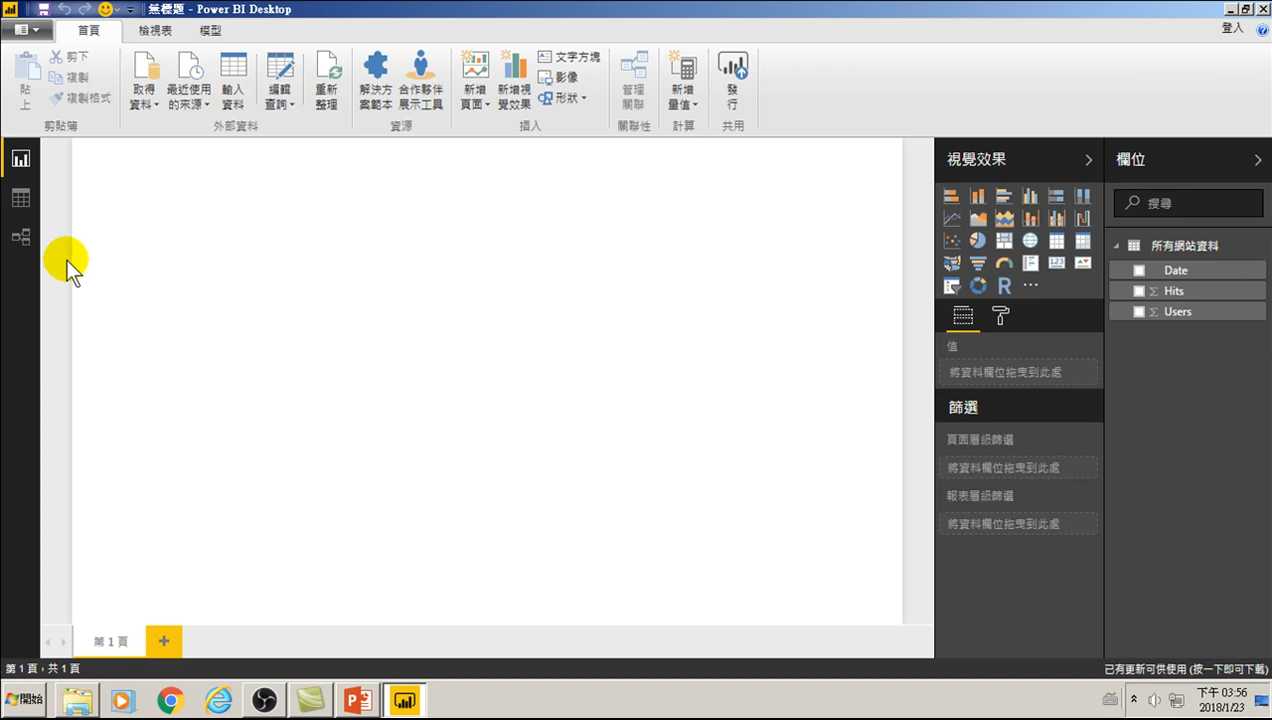 無標題 - Power BI Desktop
首頁
檢視表
模型
登入
貼上
剪下
複製
複製格式
剪貼簿
取得資料
最近使用的來源
輸入資料
編輯查詢
重新整理
外部資料
解決方案範本
合作夥伴展示工具
資源
新增頁面
新增視覺效果
文字方塊
影像
形狀
插入
管理關聯
關聯性
新增量值
計算
發行
共用
視覺效果
欄位
搜尋
所有網站資料
Date
Hits
Users
R
123
值
將資料欄位拖曳到此處
篩選
頁面層級篩選
將資料欄位拖曳到此處
報表層級篩選
將資料欄位拖曳到此處
第 1 頁
第 1 頁，共 1 頁
已有更新可供使用 (按一下即可下載)
開始
下午 03:56
2018/1/23